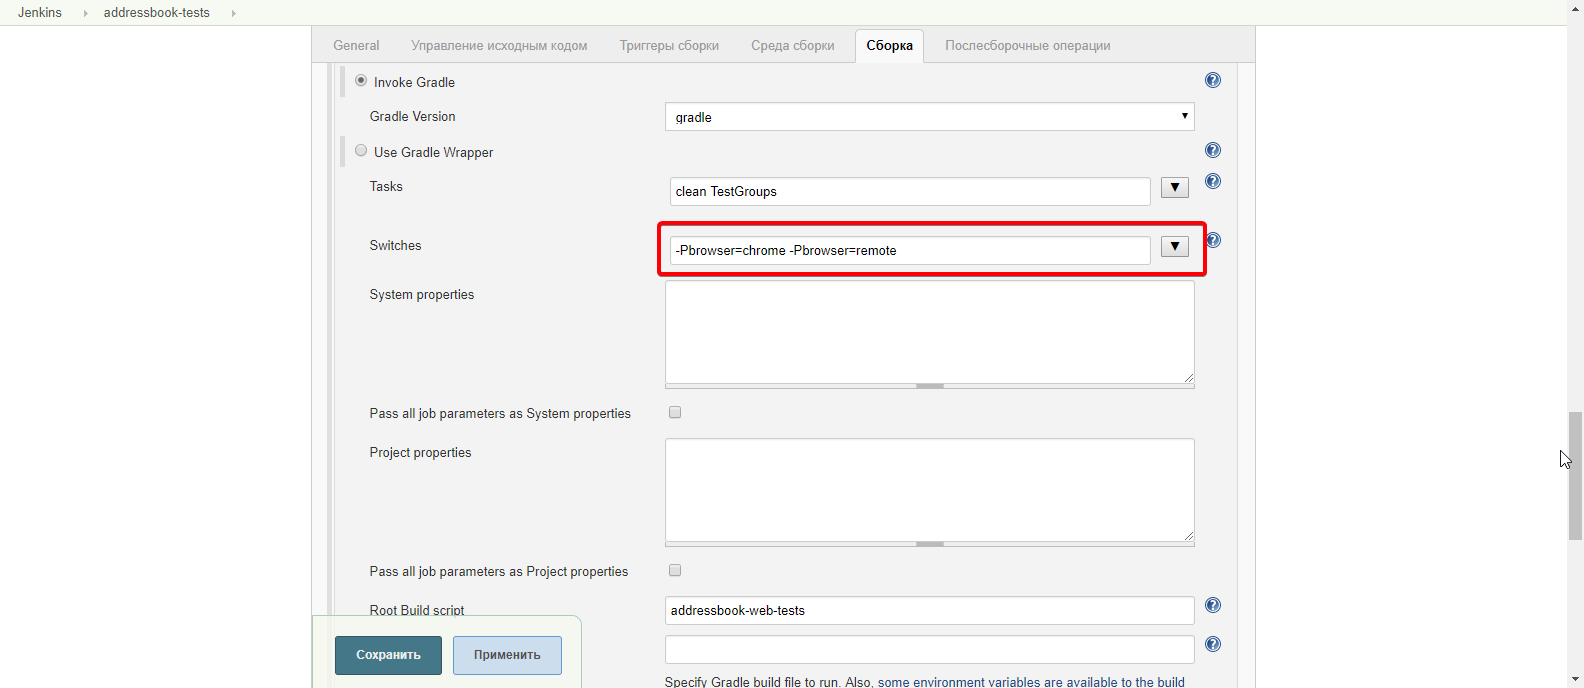 Jenkins addressbook-tests
General Управление исходным кодом Триггеры сборки Среда сборки Сборка Послесборочные операции
Invoke Gradle
Gradle Version gradle
Use Gradle Wrapper
Tasks clean TestGroups
Switches -Pbrowser=chrome -Pbrowser=remote
System properties
Pass all job parameters as System properties
Project properties
Pass all job parameters as Project properties
Root Build script addressbook-web-tests
Сохранить Применить
Specify Gradle build file to run. Also, some environment variables are available to the build